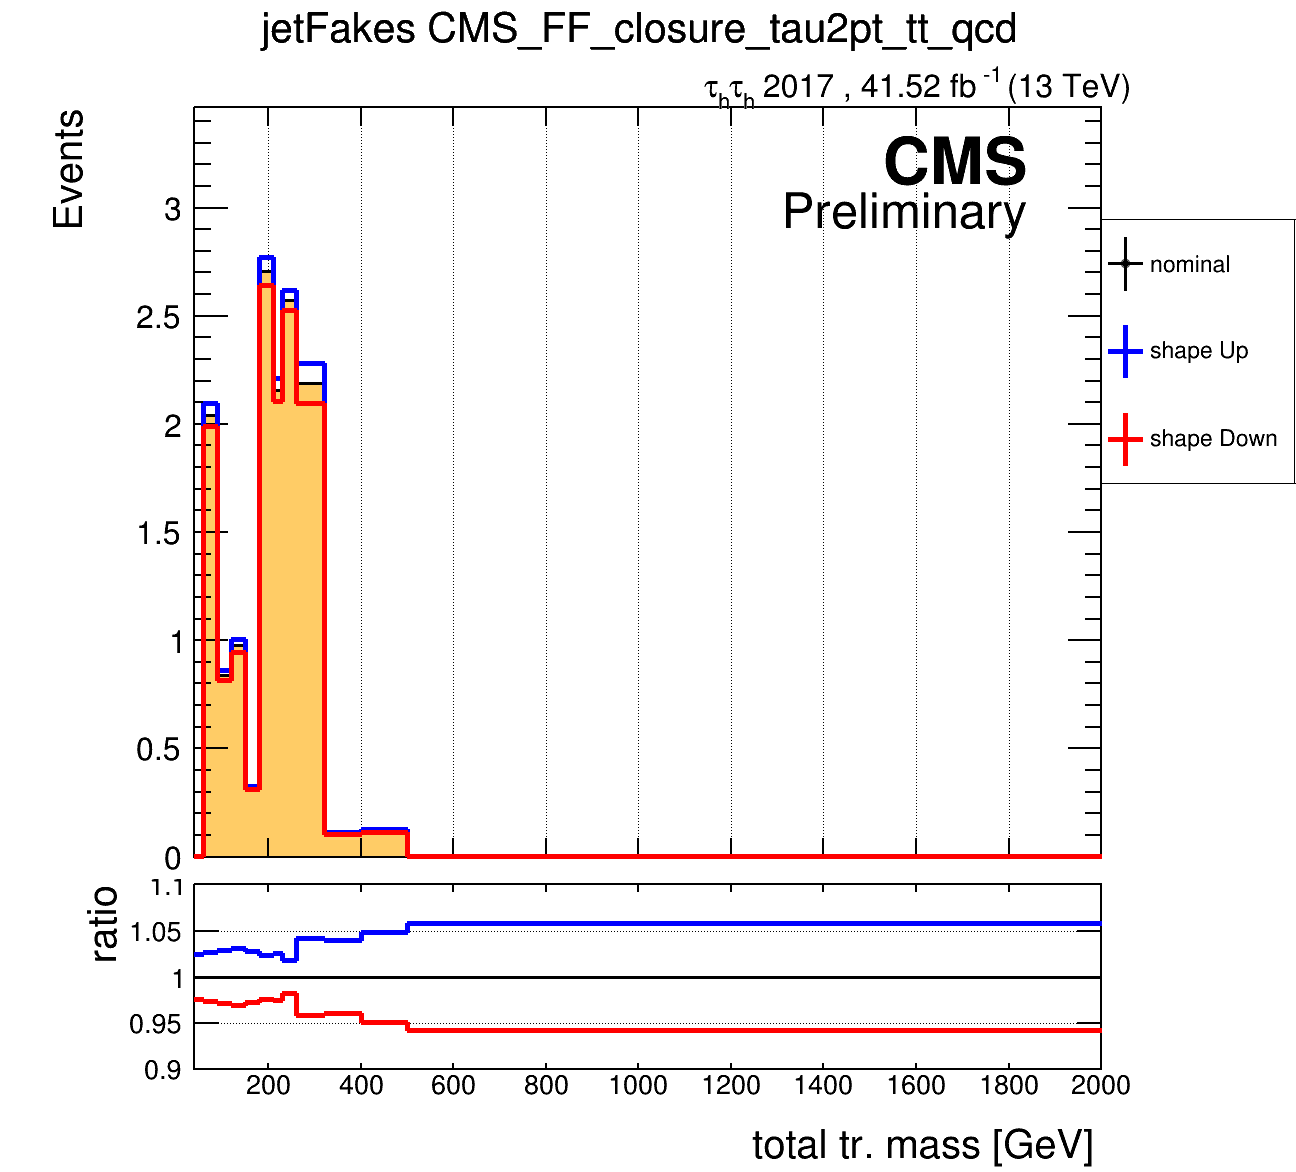 jetFakes CMS_FF_closure_tau2pt_tt_qcd
τhτh 2017 , 41.52 fb-1 (13 TeV)
Events
CMS
Preliminary
3
2.5
2
1.5
1
0.5
0
nominal
shape Up
shape Down
ratio
1.1
1.05
1
0.95
0.9
200 400 600 800 1000 1200 1400 1600 1800 2000
total tr. mass [GeV]